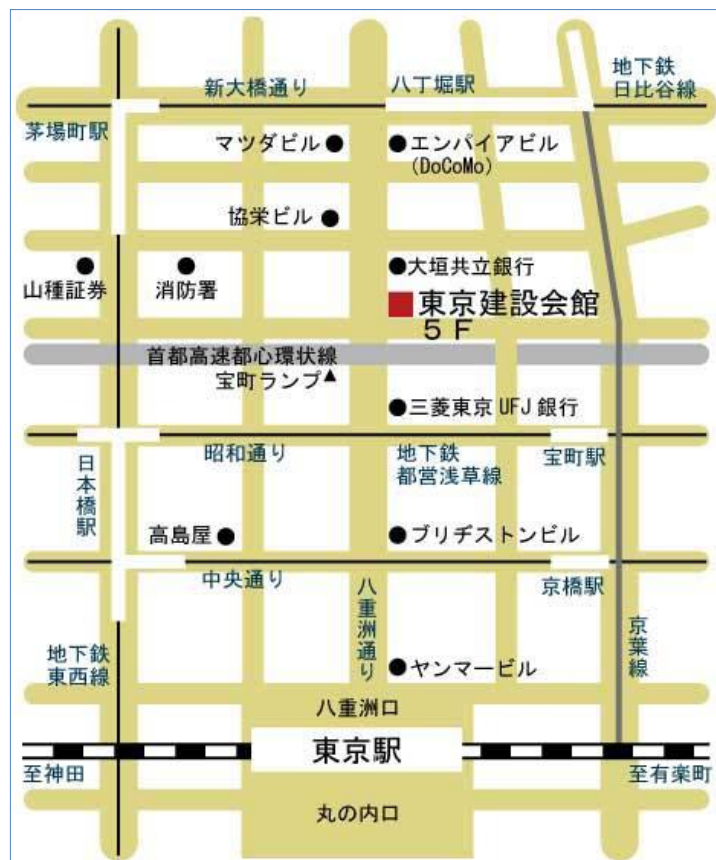 地下鉄
日比谷線
新大橋通り
八丁堀駅
茅場町駅
マツダビル
エンパイアビル
(DoCoMo)
協栄ビル
山種証券
消防署
大垣共立銀行
東京建設会館
5F
首都高速都心環状線
宝町ランプ
三菱東京UFJ銀行
日本橋駅
昭和通り
地下鉄
都営浅草線
宝町駅
高島屋
ブリヂストンビル
中央通り
八重洲通り
京橋駅
地下鉄
東西線
京葉線
ヤンマービル
八重洲口
東京駅
至神田
至有楽町
丸の内口